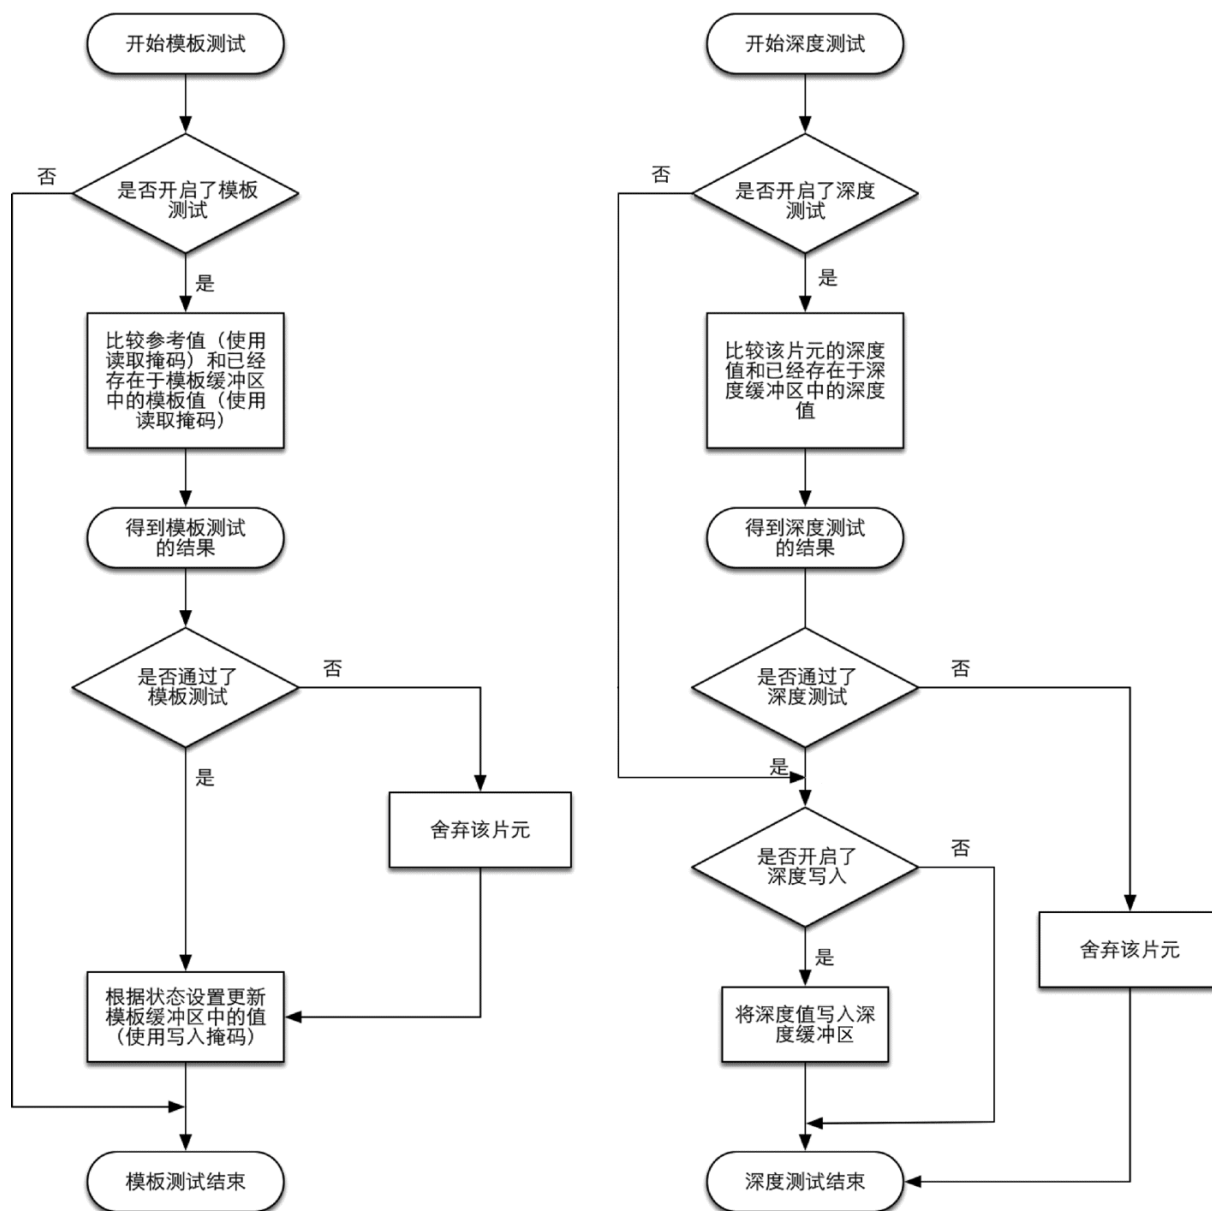 开始模板测试
否
是否开启了模板
测试
是
比较参考值（使用
读取掩码）和已经
存在于模板缓冲区
中的模板值（使用
读取掩码）
得到模板测试
的结果
是否通过了
模板测试
否
是
舍弃该片元
根据状态设置更新
模板缓冲区中的值
（使用写入掩码）
模板测试结束
开始深度测试
否
是否开启了深度
测试
是
比较该片元的深度
值和已经存在于深
度缓冲区中的深度
值
得到深度测试
的结果
是否通过了
深度测试
否
是
是否开启了
深度写入
否
是
舍弃该片元
将深度值写入深
度缓冲区
深度测试结束